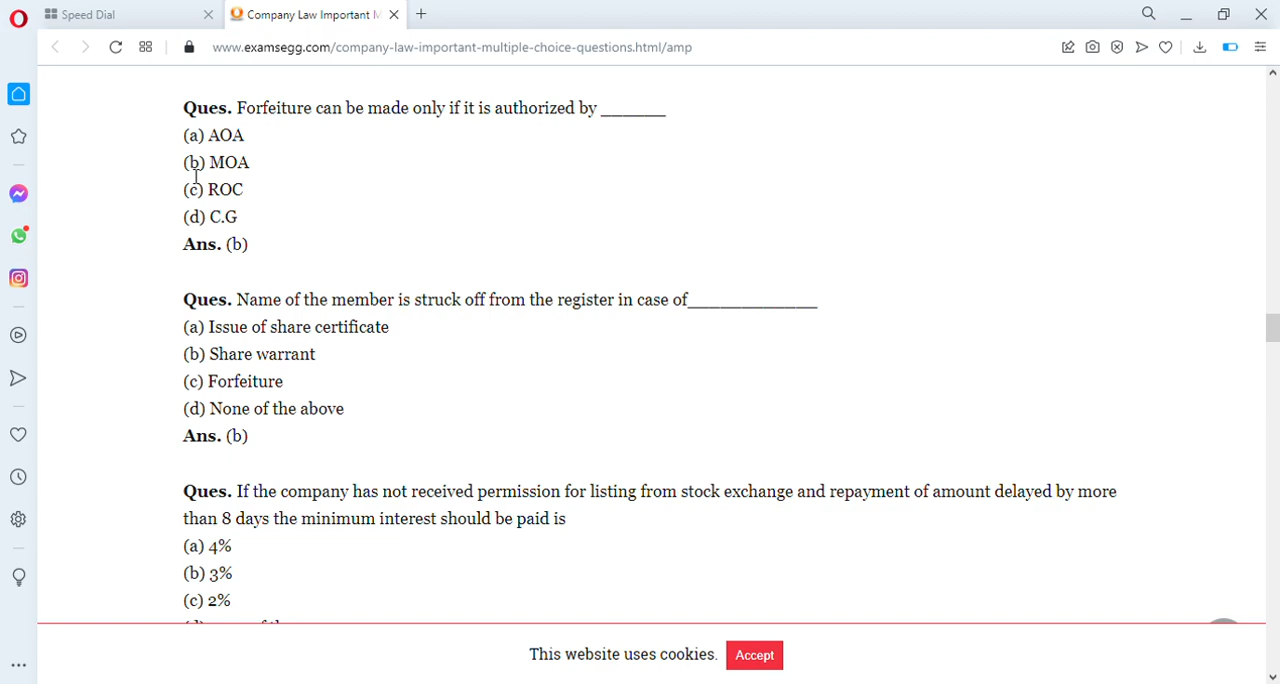 Speed Dial
Company Law Important M
www.examsegg.com/company-law-important-multiple-choice-questions.html/amp
Ques. Forfeiture can be made only if it is authorized by ______
(a) AOA
(b) MOA
(c) ROC
(d) C.G
Ans. (b)
Ques. Name of the member is struck off from the register in case of____________
(a) Issue of share certificate
(b) Share warrant
(c) Forfeiture
(d) None of the above
Ans. (b)
Ques. If the company has not received permission for listing from stock exchange and repayment of amount delayed by more
than 8 days the minimum interest should be paid is
(a) 4%
(b) 3%
(c) 2%
This website uses cookies.
Accept